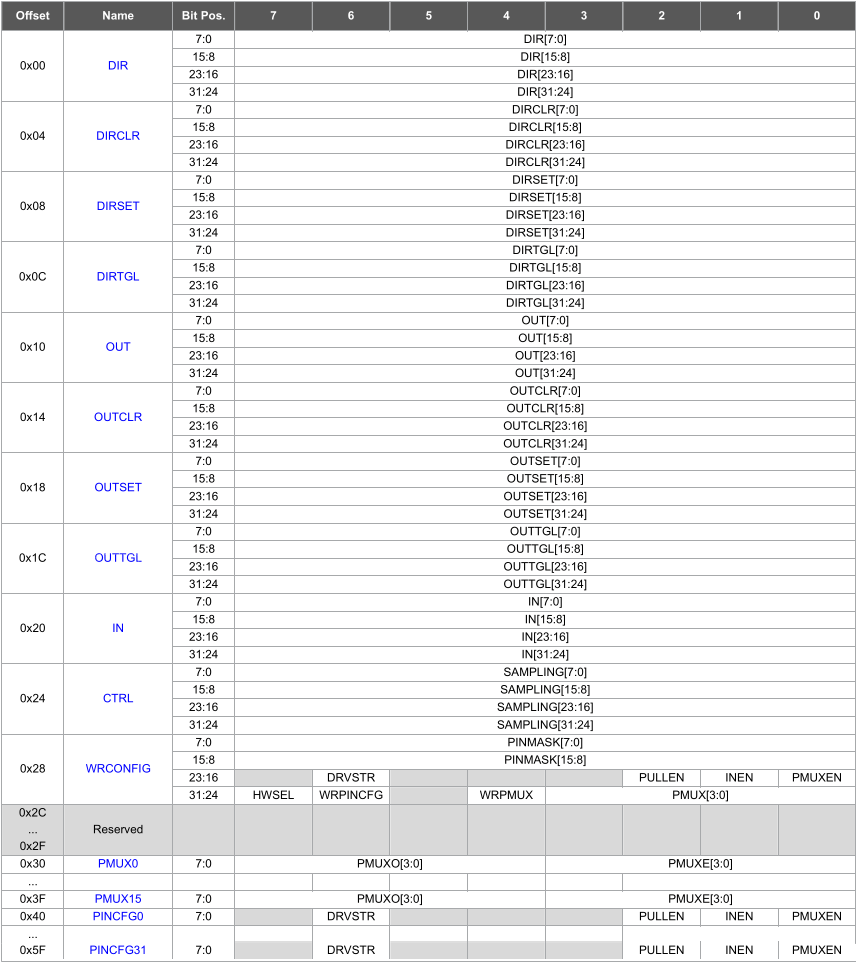 Offset Name Bit Pos. 7 6 5 4 3 2 1 0
0x00 DIR 7:0 DIR[7:0]
15:8 DIR[15:8]
23:16 DIR[23:16]
31:24 DIR[31:24]
0x04 DIRCLR 7:0 DIRCLR[7:0]
15:8 DIRCLR[15:8]
23:16 DIRCLR[23:16]
31:24 DIRCLR[31:24]
0x08 DIRSET 7:0 DIRSET[7:0]
15:8 DIRSET[15:8]
23:16 DIRSET[23:16]
31:24 DIRSET[31:24]
0x0C DIRTGL 7:0 DIRTGL[7:0]
15:8 DIRTGL[15:8]
23:16 DIRTGL[23:16]
31:24 DIRTGL[31:24]
0x10 OUT 7:0 OUT[7:0]
15:8 OUT[15:8]
23:16 OUT[23:16]
31:24 OUT[31:24]
0x14 OUTCLR 7:0 OUTCLR[7:0]
15:8 OUTCLR[15:8]
23:16 OUTCLR[23:16]
31:24 OUTCLR[31:24]
0x18 OUTSET 7:0 OUTSET[7:0]
15:8 OUTSET[15:8]
23:16 OUTSET[23:16]
31:24 OUTSET[31:24]
0x1C OUTTGL 7:0 OUTTGL[7:0]
15:8 OUTTGL[15:8]
23:16 OUTTGL[23:16]
31:24 OUTTGL[31:24]
0x20 IN 7:0 IN[7:0]
15:8 IN[15:8]
23:16 IN[23:16]
31:24 IN[31:24]
0x24 CTRL 7:0 SAMPLING[7:0]
15:8 SAMPLING[15:8]
23:16 SAMPLING[23:16]
31:24 SAMPLING[31:24]
0x28 WRCONFIG 7:0 PINMASK[7:0]
15:8 PINMASK[15:8]
23:16 DRVSTR PULLEN INEN PMUXEN
31:24 HWSEL WRPINCFG WRPMUX PMUX[3:0]
0x2C
... Reserved
0x2F
0x30 PMUX0 7:0 PMUXO[3:0] PMUXE[3:0]
...
0x3F PMUX15 7:0 PMUXO[3:0] PMUXE[3:0]
0x40 PINCFG0 7:0 DRVSTR PULLEN INEN PMUXEN
...
0x5F PINCFG31 7:0 DRVSTR PULLEN INEN PMUXEN